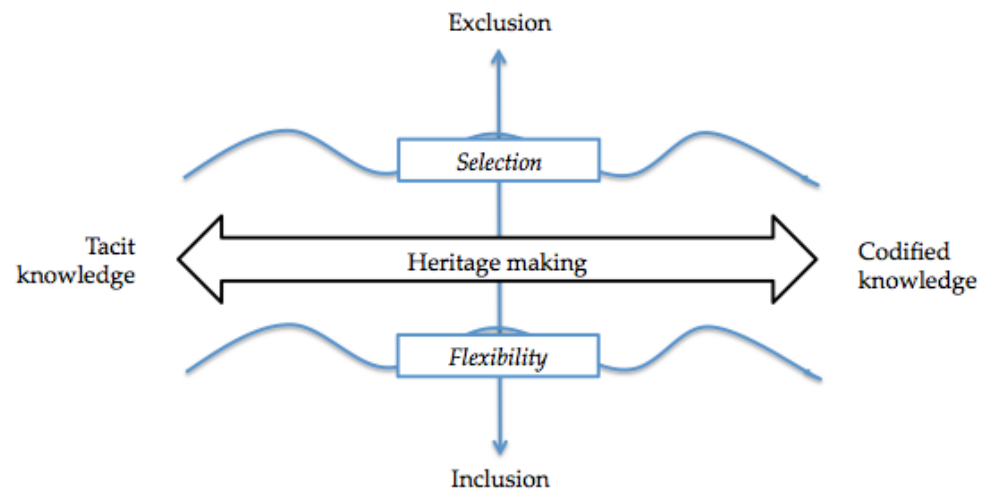 Exclusion
Selection
Tacit
knowledge
Heritage making
Codified
knowledge
Flexibility
Inclusion